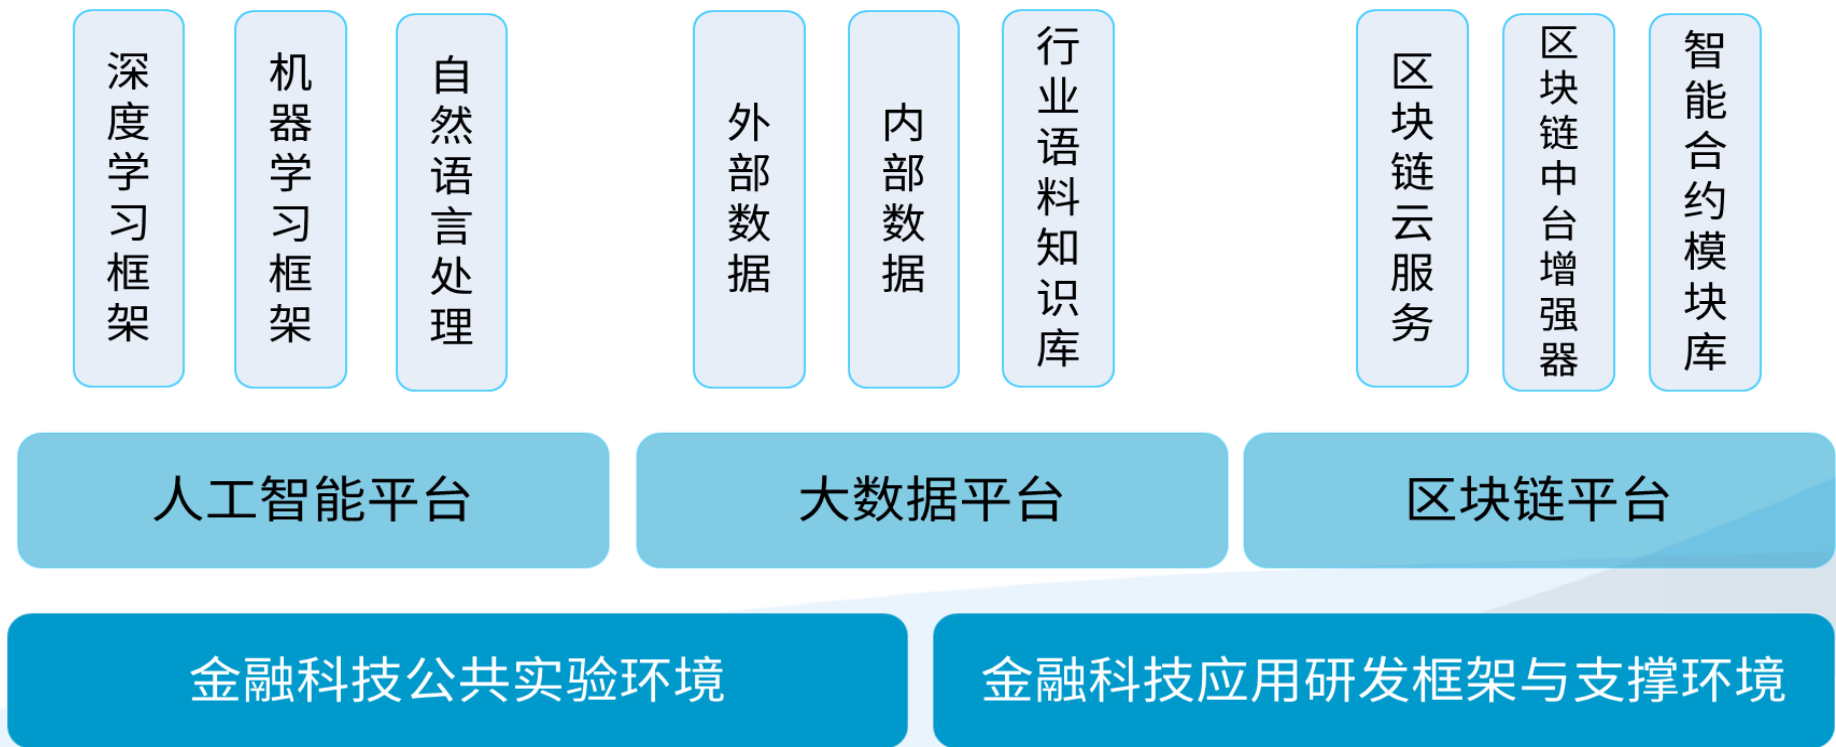 深度学习框架
机器学习框架
自然语言处理
外部数据
内部数据
行业语料知识库
区块链云服务
区块链中台增强器
智能合约模块库
人工智能平台
大数据平台
区块链平台
金融科技公共实验环境
金融科技应用研发框架与支撑环境